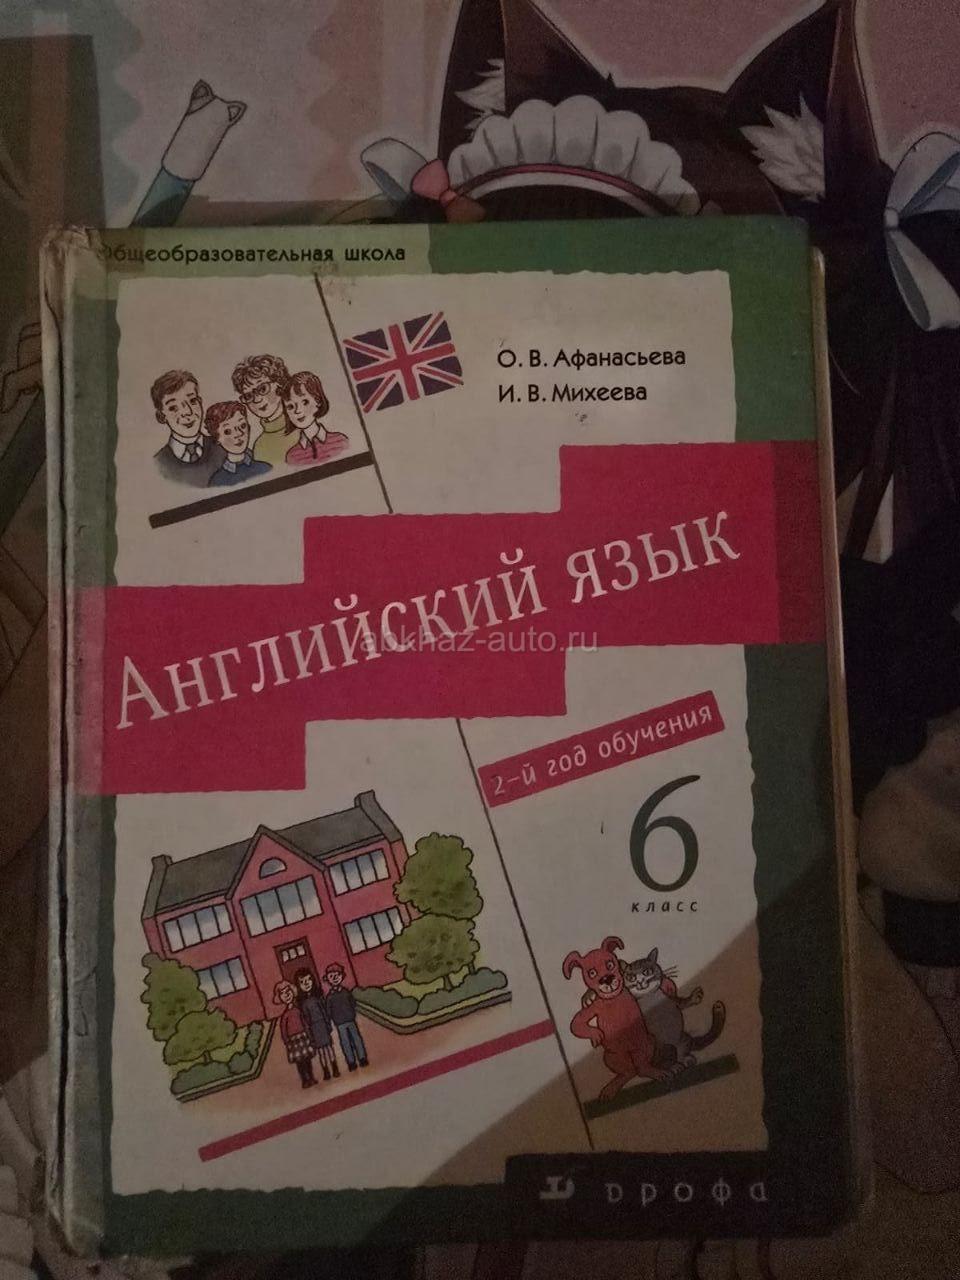 Общеобразовательная школа
О. В. Афанасьева
И. В. Михеева
Английский язык
abkhaz-auto.ru
2-й год обучения
6
класс
дрофа